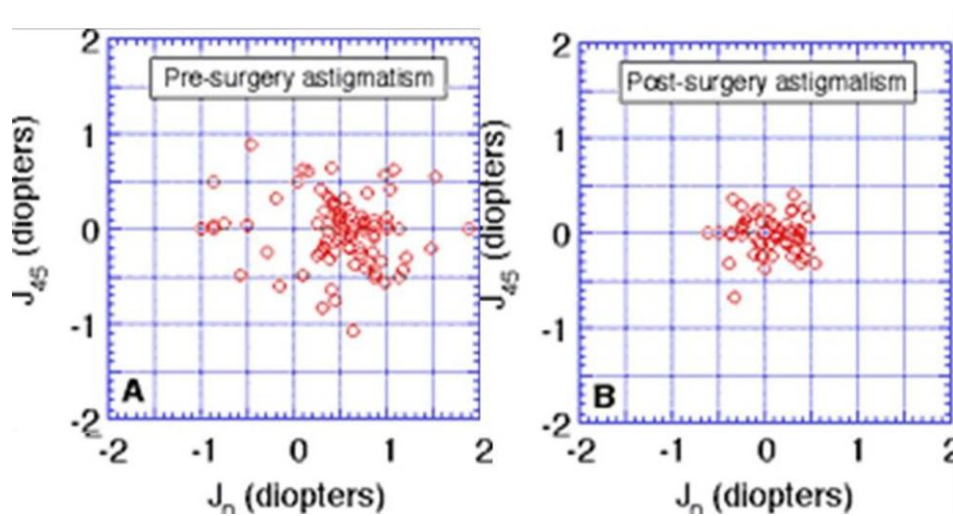 2
Pre-surgery astigmatism
1
0
-1
-2
J45 (diopters)
A
-2 -1 0 1 2
J0 (diopters)
2
Post-surgery astigmatism
1
0
-1
-2
J45 (diopters)
B
-2 -1 0 1 2
J0 (diopters)